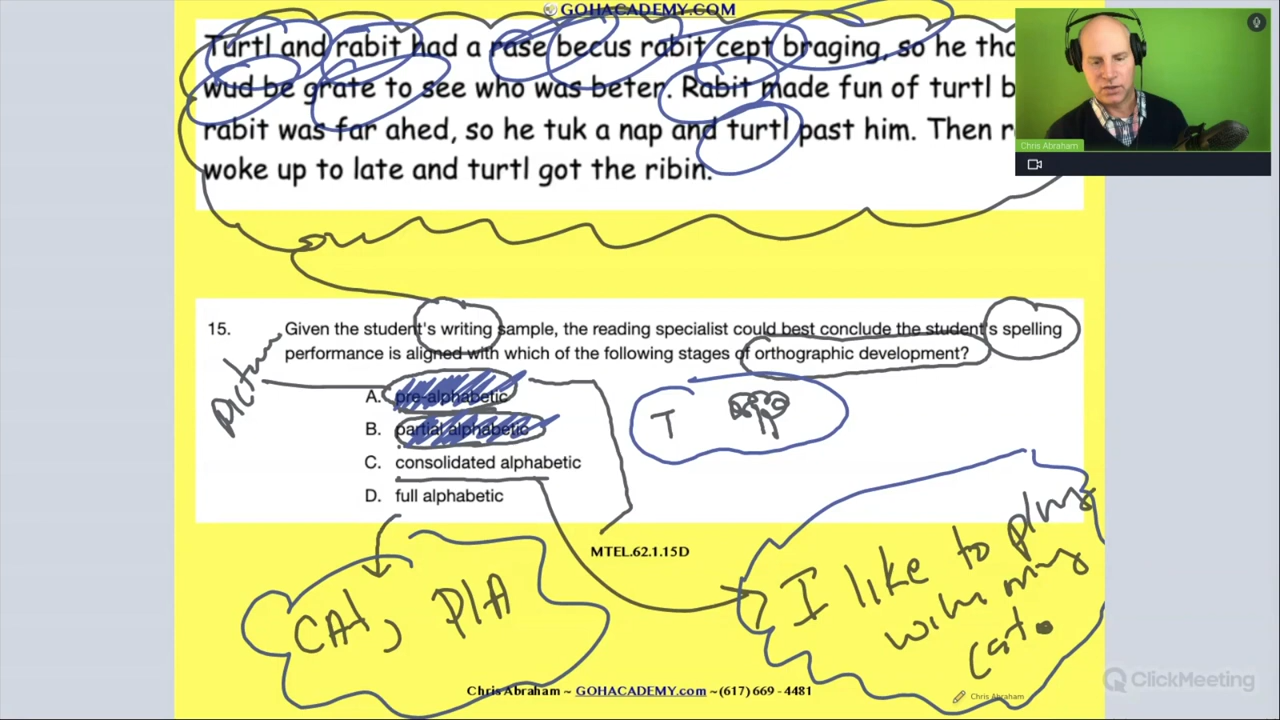 GOHACADEMY.COM
Turtl and rabit had a rase becus rabit cept braging, so he tho
wud be grate to see who was beter. Rabit made fun of turtl b
rabit was far ahed, so he tuk a nap and turtl past him. Then r
woke up to late and turtl got the ribin.
Chris Abraham
15. Given the student's writing sample, the reading specialist could best conclude the student's spelling
performance is aligned with which of the following stages of orthographic development?
picture
A. pre-alphabetic
B. partial alphabetic
C. consolidated alphabetic
D. full alphabetic
T
MTEL.62.1.15D
CAt, PlA
I like to play
with my
cat.
Chris Abraham ~ GOHACADEMY.com ~(617) 669 - 4481
Chris Abraham
ClickMeeting